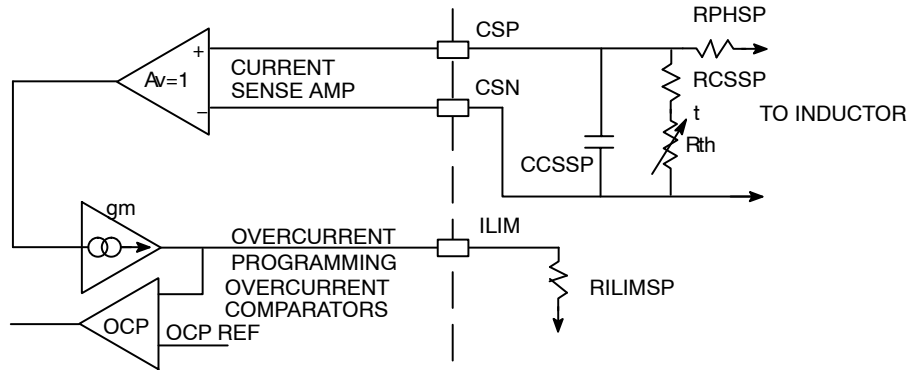 RPHSP
CSP
+
Av=1
CURRENT
SENSE AMP
−
CSN
RCSSP
t
TO INDUCTOR
Rth
CCSSP
gm
ILIM
OVERCURRENT
PROGRAMMING
OVERCURRENT
COMPARATORS
RILIMSP
OCP
OCP REF